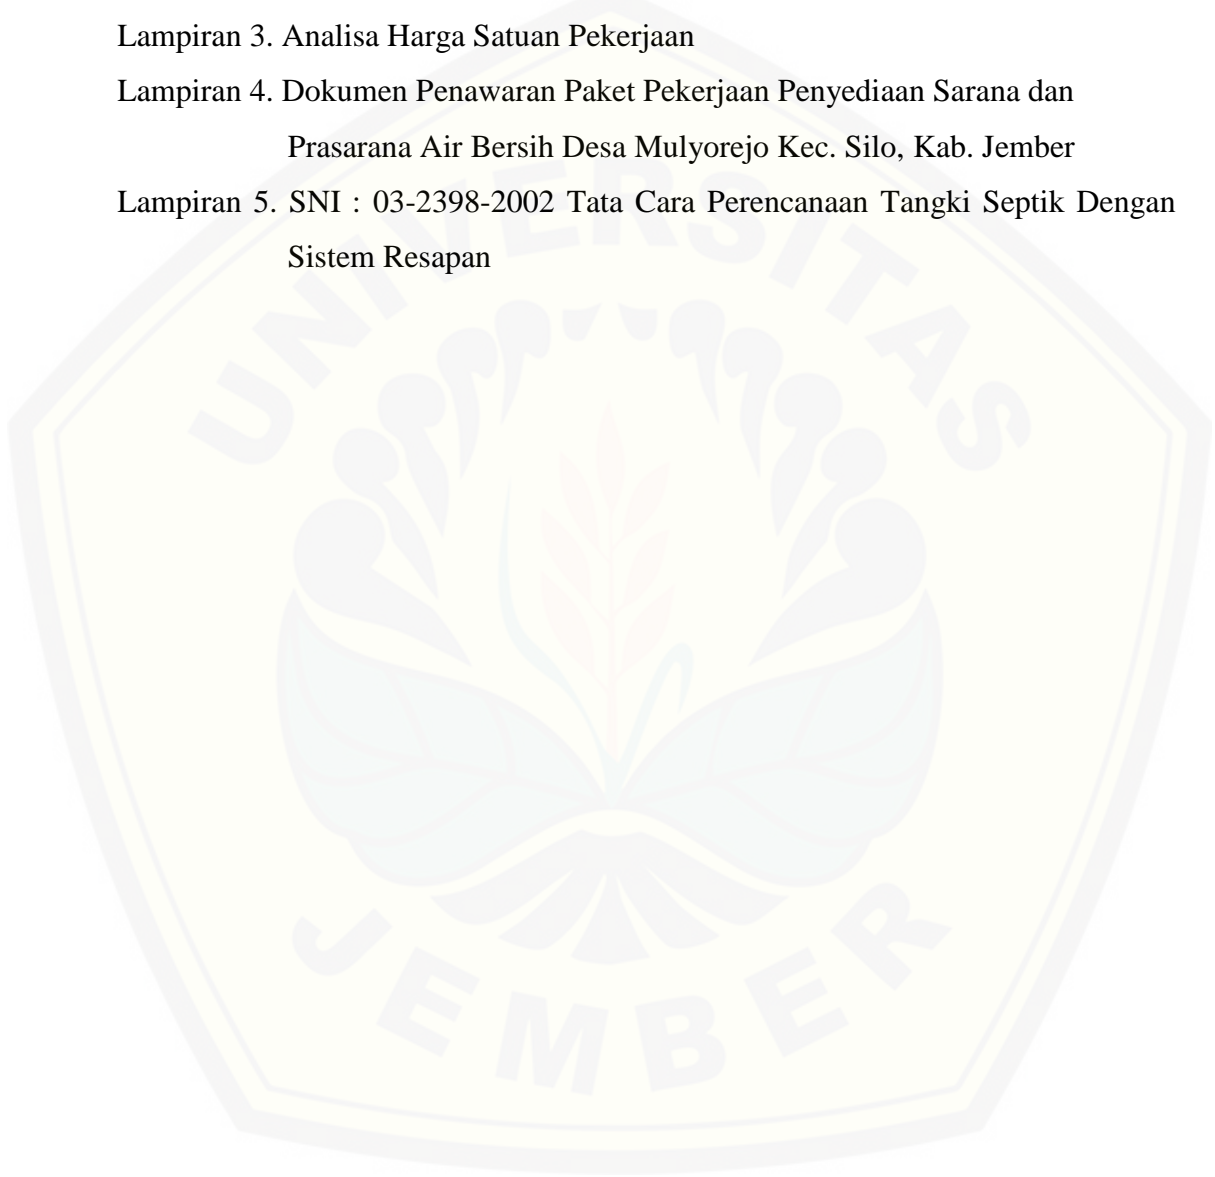 Lampiran 3. Analisa Harga Satuan Pekerjaan
Lampiran 4. Dokumen Penawaran Paket Pekerjaan Penyediaan Sarana dan
Prasarana Air Bersih Desa Mulyorejo Kec. Silo, Kab. Jember
Lampiran 5. SNI : 03-2398-2002 Tata Cara Perencanaan Tangki Septik Dengan
Sistem Resapan
UNIVERSITAS
JEMBER